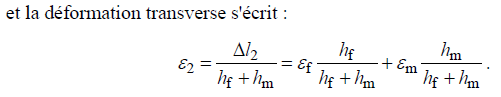 et la déformation transverse s'écrit :
ε₂ = Δl₂ / (h_f + h_m) = ε_f h_f / (h_f + h_m) + ε_m h_m / (h_f + h_m) .